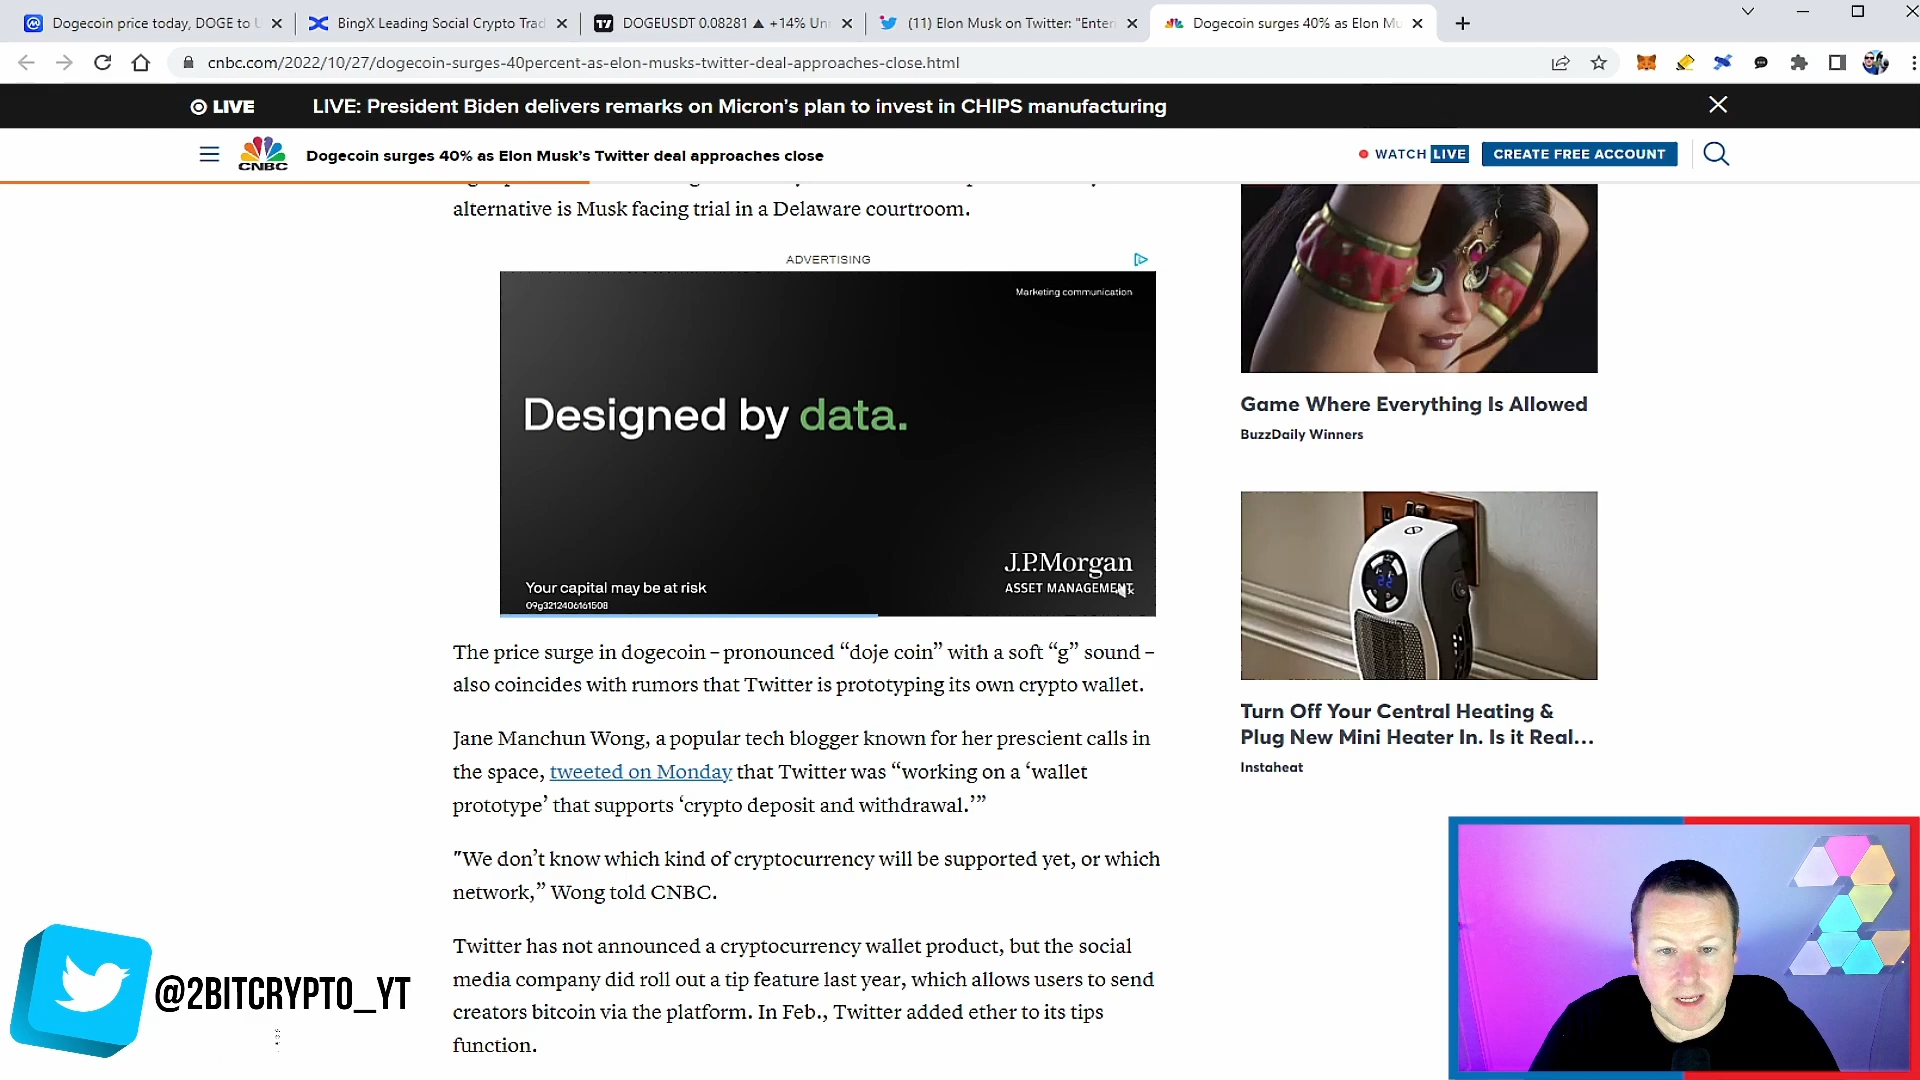 Dogecoin price today, DOGE to U
BingX Leading Social Crypto Trad
DOGEUSDT 0.08281 ▲ +14% Un
(11) Elon Musk on Twitter: "Enteri
Dogecoin surges 40% as Elon Mu
cnbc.com/2022/10/27/dogecoin-surges-40percent-as-elon-musks-twitter-deal-approaches-close.html
LIVE
LIVE: President Biden delivers remarks on Micron's plan to invest in CHIPS manufacturing
CNBC
Dogecoin surges 40% as Elon Musk's Twitter deal approaches close
WATCH LIVE
CREATE FREE ACCOUNT
alternative is Musk facing trial in a Delaware courtroom.
ADVERTISING
Marketing communication
Designed by data.
J.P.Morgan
ASSET MANAGEMENT
Your capital may be at risk
09g3212406161508
The price surge in dogecoin – pronounced “doje coin” with a soft “g” sound –
also coincides with rumors that Twitter is prototyping its own crypto wallet.
Jane Manchun Wong, a popular tech blogger known for her prescient calls in
the space, tweeted on Monday that Twitter was “working on a ‘wallet
prototype’ that supports ‘crypto deposit and withdrawal.’”
"We don’t know which kind of cryptocurrency will be supported yet, or which
network,” Wong told CNBC.
Twitter has not announced a cryptocurrency wallet product, but the social
media company did roll out a tip feature last year, which allows users to send
creators bitcoin via the platform. In Feb., Twitter added ether to its tips
function.
Game Where Everything Is Allowed
BuzzDaily Winners
22
Turn Off Your Central Heating &
Plug New Mini Heater In. Is it Real...
Instaheat
@2BITCRYPTO_YT